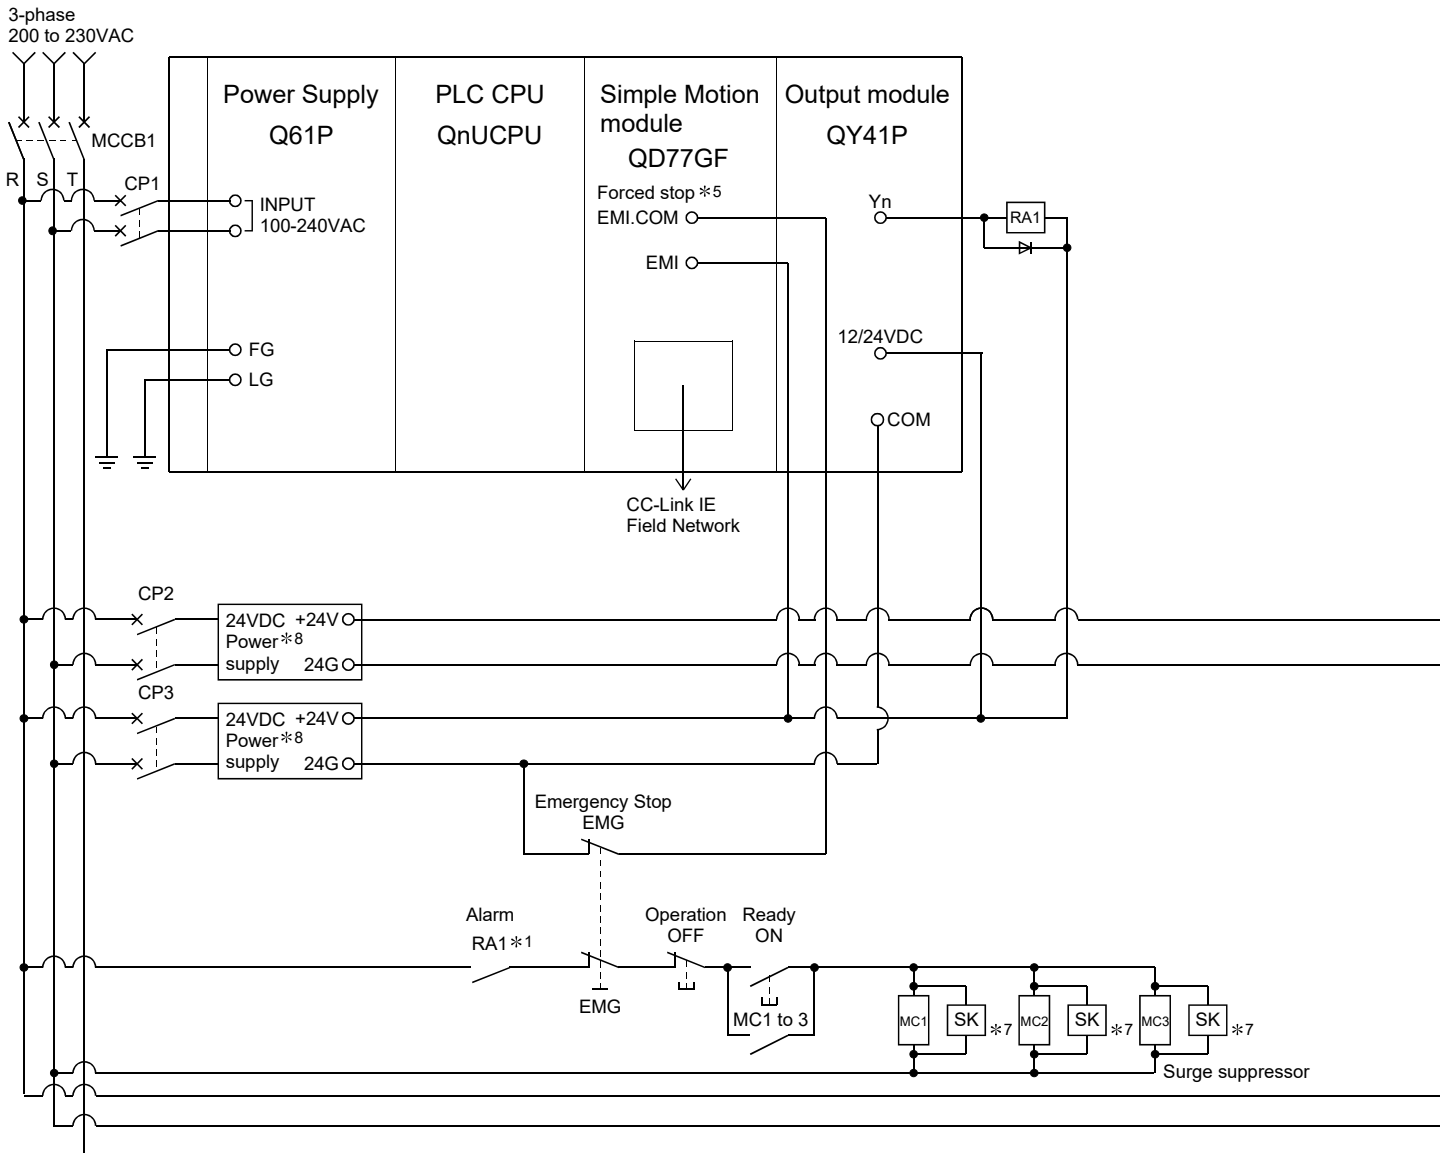 3-phase
200 to 230VAC
MCCB1
R
S
T
CP1
Power Supply
Q61P
INPUT
100-240VAC
FG
LG
PLC CPU
QnUCPU
Simple Motion
module
QD77GF
Forced stop *5
EMI.COM
EMI
CC-Link IE
Field Network
Output module
QY41P
Yn
RA1
12/24VDC
COM
CP2
24VDC +24V
Power*8
supply 24G
CP3
24VDC +24V
Power*8
supply 24G
Emergency Stop
EMG
Alarm
RA1*1
EMG
Operation
OFF
Ready
ON
MC1 to 3
MC1
SK
*7
MC2
SK
*7
MC3
SK
*7
Surge suppressor